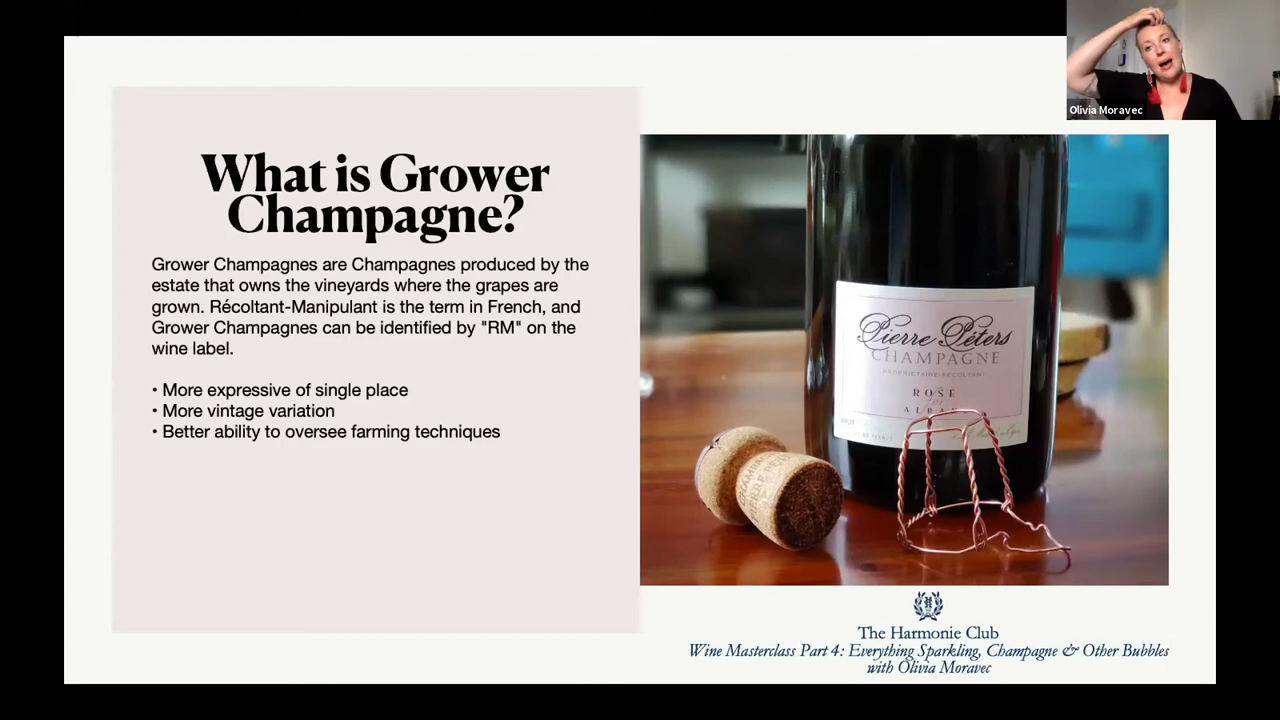 Olivia Moravec
What is Grower
Champagne?
Grower Champagnes are Champagnes produced by the
estate that owns the vineyards where the grapes are
grown. Récoltant-Manipulant is the term in French, and
Grower Champagnes can be identified by "RM" on the
wine label.
• More expressive of single place
• More vintage variation
• Better ability to oversee farming techniques
Pierre Péters
CHAMPAGNE
PROPRIÉTAIRE-RÉCOLTANT
ROSÉ
for
BRUT
The Harmonie Club
Wine Masterclass Part 4: Everything Sparkling, Champagne & Other Bubbles
with Olivia Moravec